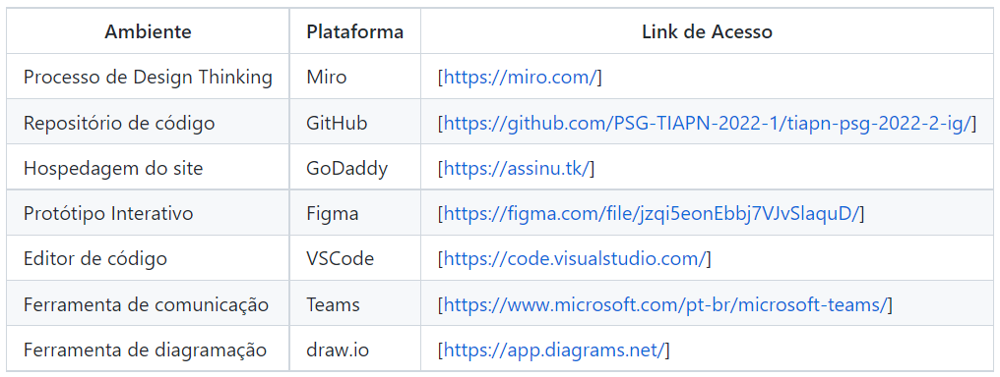 Ambiente Plataforma Link de Acesso
Processo de Design Thinking Miro [https://miro.com/]
Repositório de código GitHub [https://github.com/PSG-TIAPN-2022-1/tiapn-psg-2022-2-ig/]
Hospedagem do site GoDaddy [https://assinu.tk/]
Protótipo Interativo Figma [https://figma.com/file/jzqi5eonEbbj7VJvSlaquD/]
Editor de código VSCode [https://code.visualstudio.com/]
Ferramenta de comunicação Teams [https://www.microsoft.com/pt-br/microsoft-teams/]
Ferramenta de diagramação draw.io [https://app.diagrams.net/]